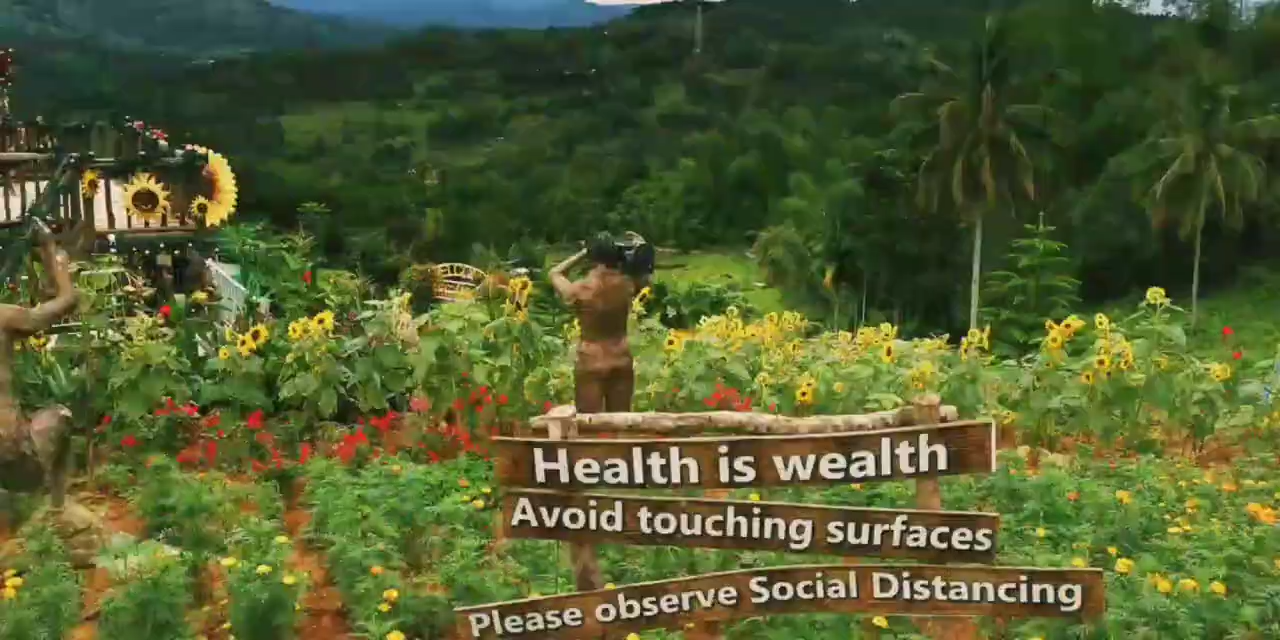 Health is wealth
Avoid touching surfaces
Please observe Social Distancing